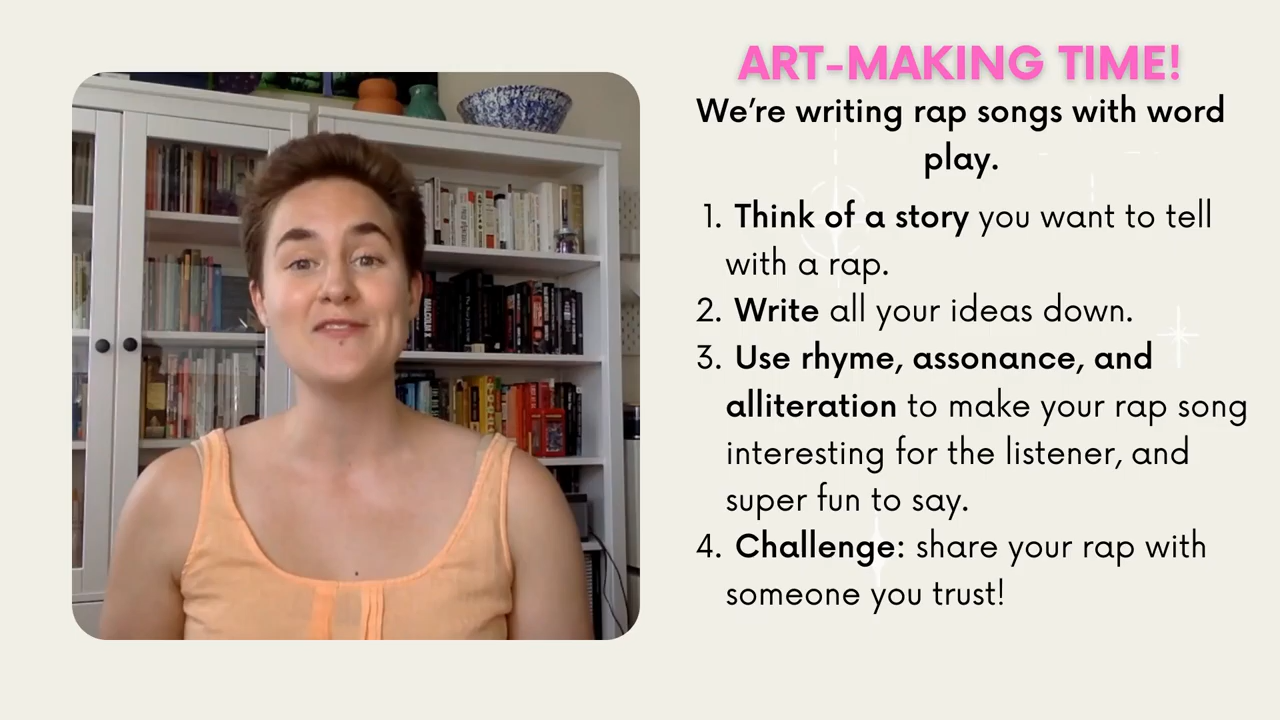 ART-MAKING TIME!
We're writing rap songs with word
play.
1. Think of a story you want to tell
with a rap.
2. Write all your ideas down.
3. Use rhyme, assonance, and
alliteration to make your rap song
interesting for the listener, and
super fun to say.
4. Challenge: share your rap with
someone you trust!
MALCOLM X